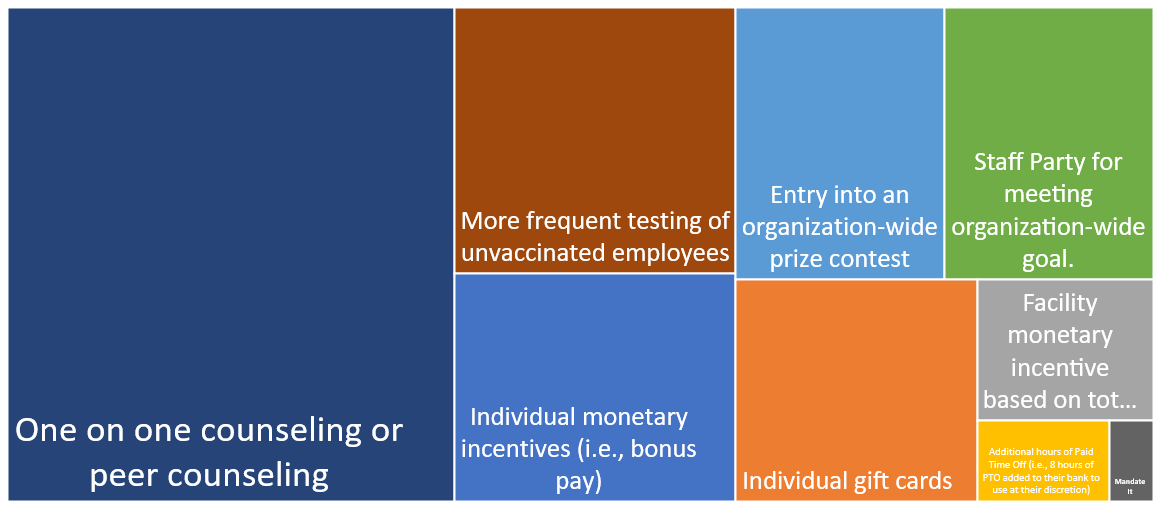 One on one counseling or
peer counseling
More frequent testing of
unvaccinated employees
Individual monetary
incentives (i.e., bonus
pay)
Entry into an
organization-wide
prize contest
Staff Party for
meeting
organization-wide
goal.
Individual gift cards
Facility
monetary
incentive
based on tot...
Additional hours of Paid
Time Off (i.e., 8 hours of
PTO added to their bank to
use at their discretion)
Mandate
It